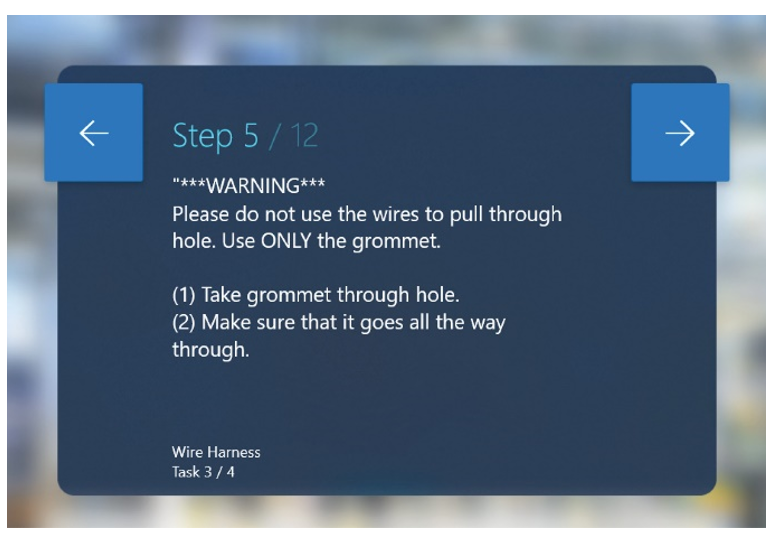 Step 5 / 12
"***WARNING***
Please do not use the wires to pull through
hole. Use ONLY the grommet.
(1) Take grommet through hole.
(2) Make sure that it goes all the way
through.
Wire Harness
Task 3 / 4